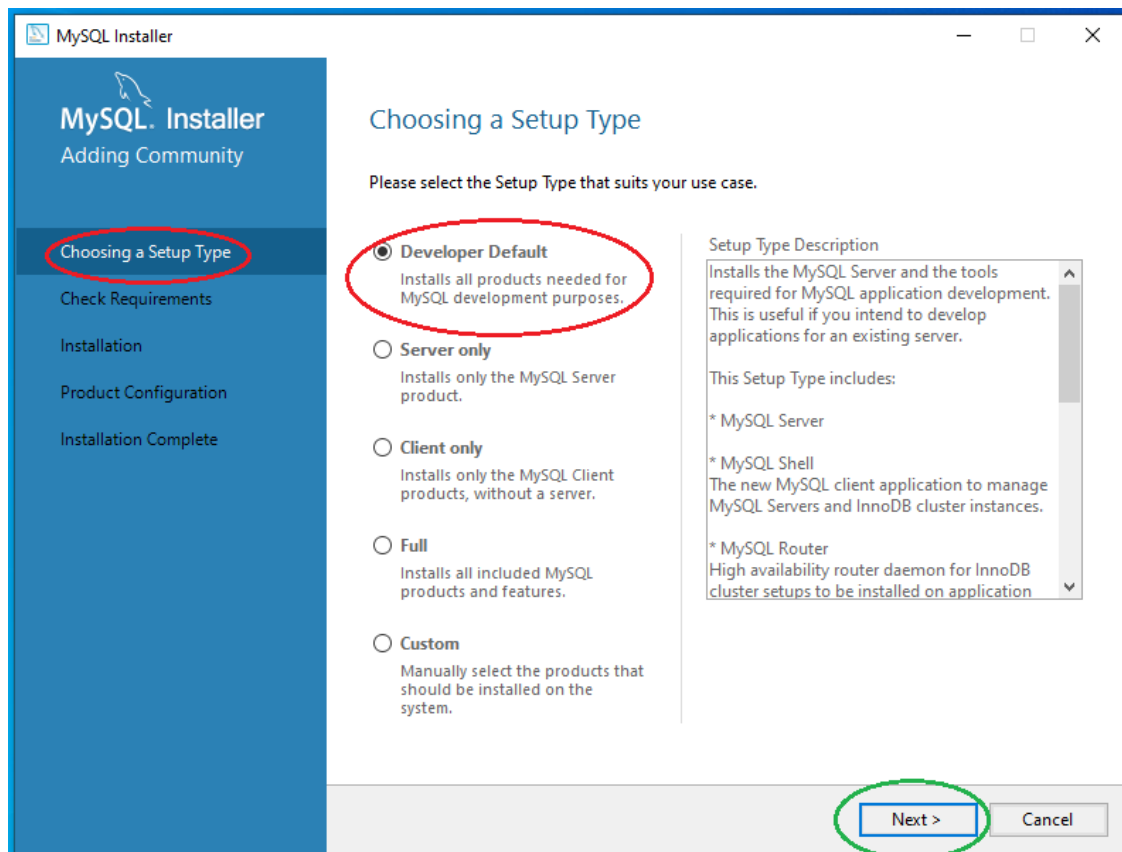 MySQL Installer
MySQL. Installer
Adding Community
Choosing a Setup Type
Check Requirements
Installation
Product Configuration
Installation Complete
Choosing a Setup Type
Please select the Setup Type that suits your use case.
Developer Default
Installs all products needed for
MySQL development purposes.
Server only
Installs only the MySQL Server
product.
Client only
Installs only the MySQL Client
products, without a server.
Full
Installs all included MySQL
products and features.
Custom
Manually select the products that
should be installed on the
system.
Setup Type Description
Installs the MySQL Server and the tools
required for MySQL application development.
This is useful if you intend to develop
applications for an existing server.
This Setup Type includes:
* MySQL Server
* MySQL Shell
The new MySQL client application to manage
MySQL Servers and InnoDB cluster instances.
* MySQL Router
High availability router daemon for InnoDB
cluster setups to be installed on application
Next >
Cancel